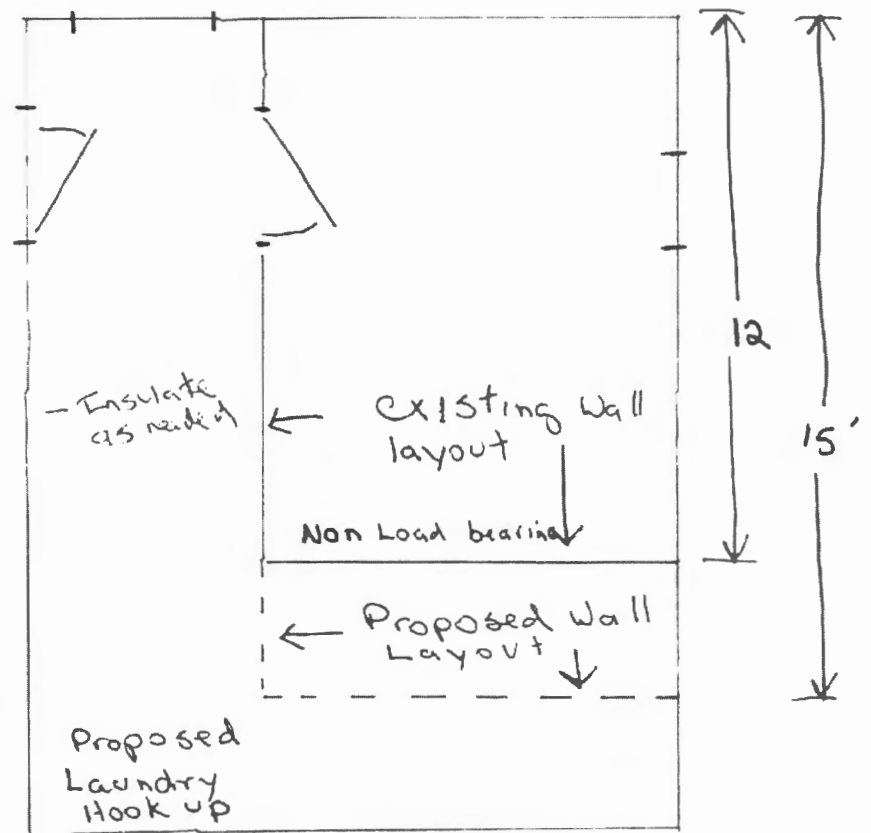 12
15'
- Insulate
as needed
existing Wall
layout
Non Load bearing
Proposed Wall
Layout
Proposed
Laundry
Hook up